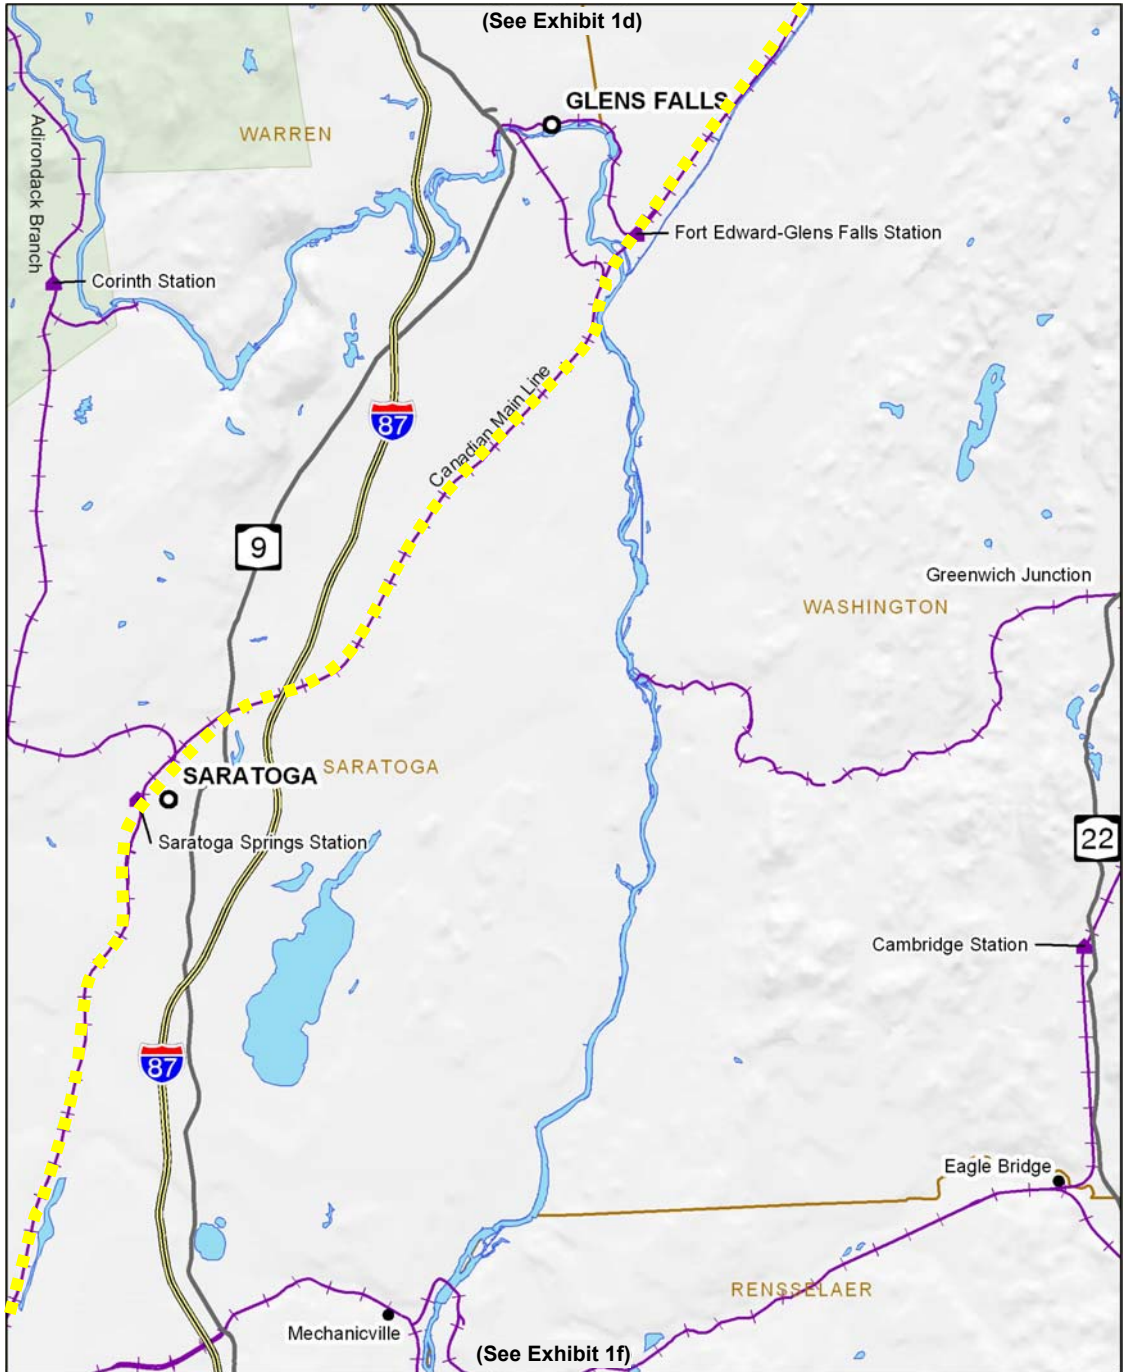 (See Exhibit 1d)
GLENS FALLS
WARREN
Adirondack Branch
Fort Edward-Glens Falls Station
Corinth Station
Canadian Main Line
87
9
Greenwich Junction
WASHINGTON
SARATOGA
SARATOGA
Saratoga Springs Station
22
Cambridge Station
87
Eagle Bridge
RENSSELAER
Mechanicville
(See Exhibit 1f)